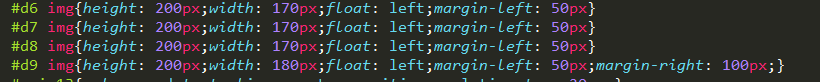 #d6 img{height: 200px;width: 170px;float: left;margin-left: 50px}
#d7 img{height: 200px;width: 170px;float: left;margin-left: 50px}
#d8 img{height: 200px;width: 170px;float: left;margin-left: 50px}
#d9 img{height: 200px;width: 180px;float: left;margin-left: 50px;margin-right: 100px;}